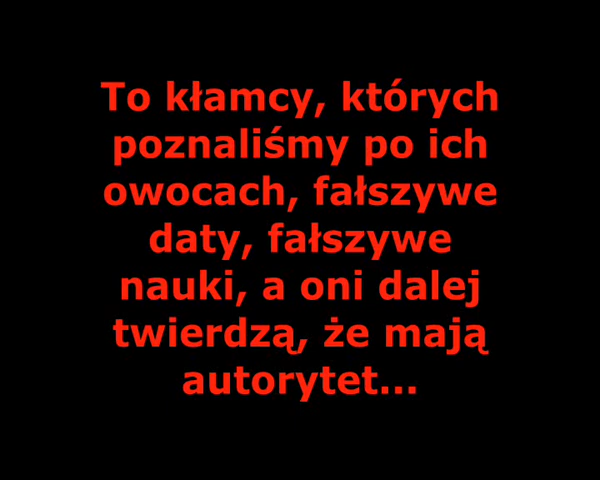 To kłamcy, których
poznaliśmy po ich
owocach, fałszywe
daty, fałszywe
nauki, a oni dalej
twierdzą, że mają
autorytet...